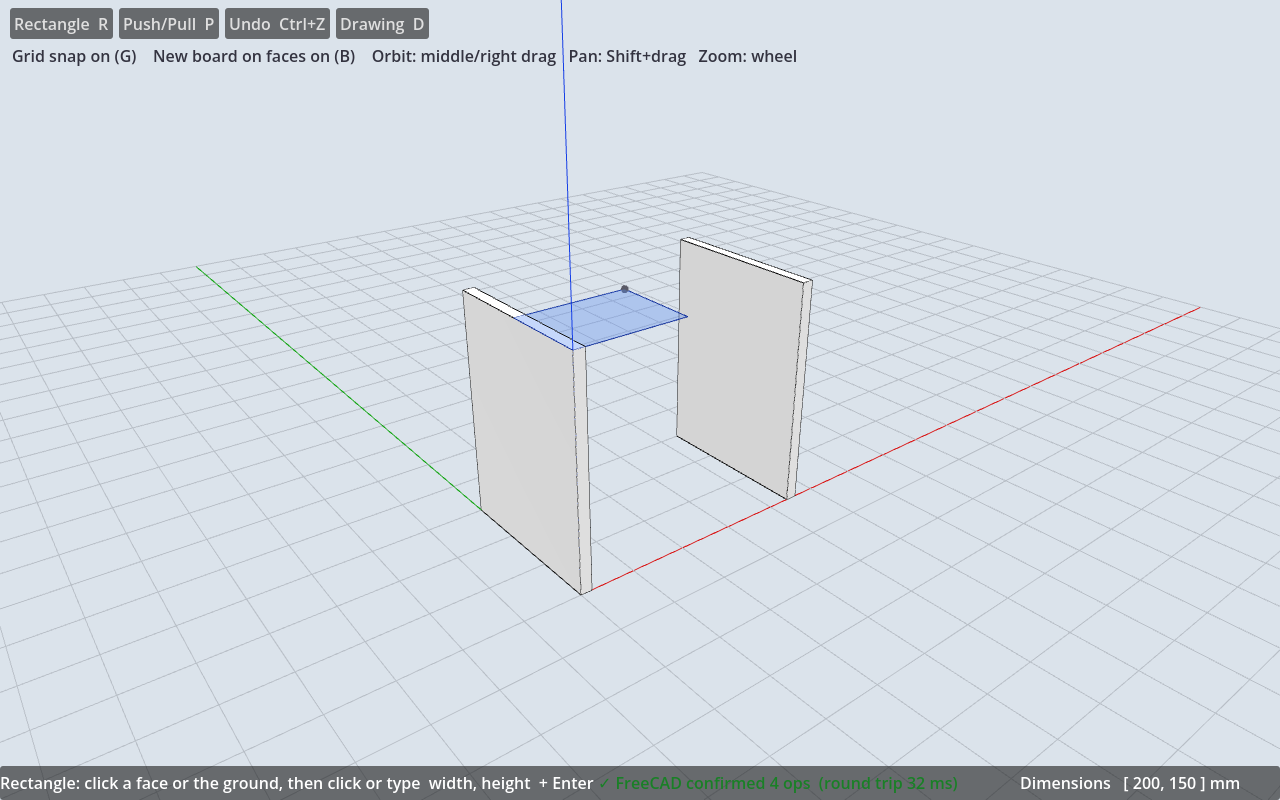 Rectangle R Push/Pull P Undo Ctrl+Z Drawing D
Grid snap on (G) New board on faces on (B) Orbit: middle/right drag Pan: Shift+drag Zoom: wheel
Rectangle: click a face or the ground, then click or type width, height + Enter ✓ FreeCAD confirmed 4 ops (round trip 32 ms) Dimensions [ 200, 150 ] mm